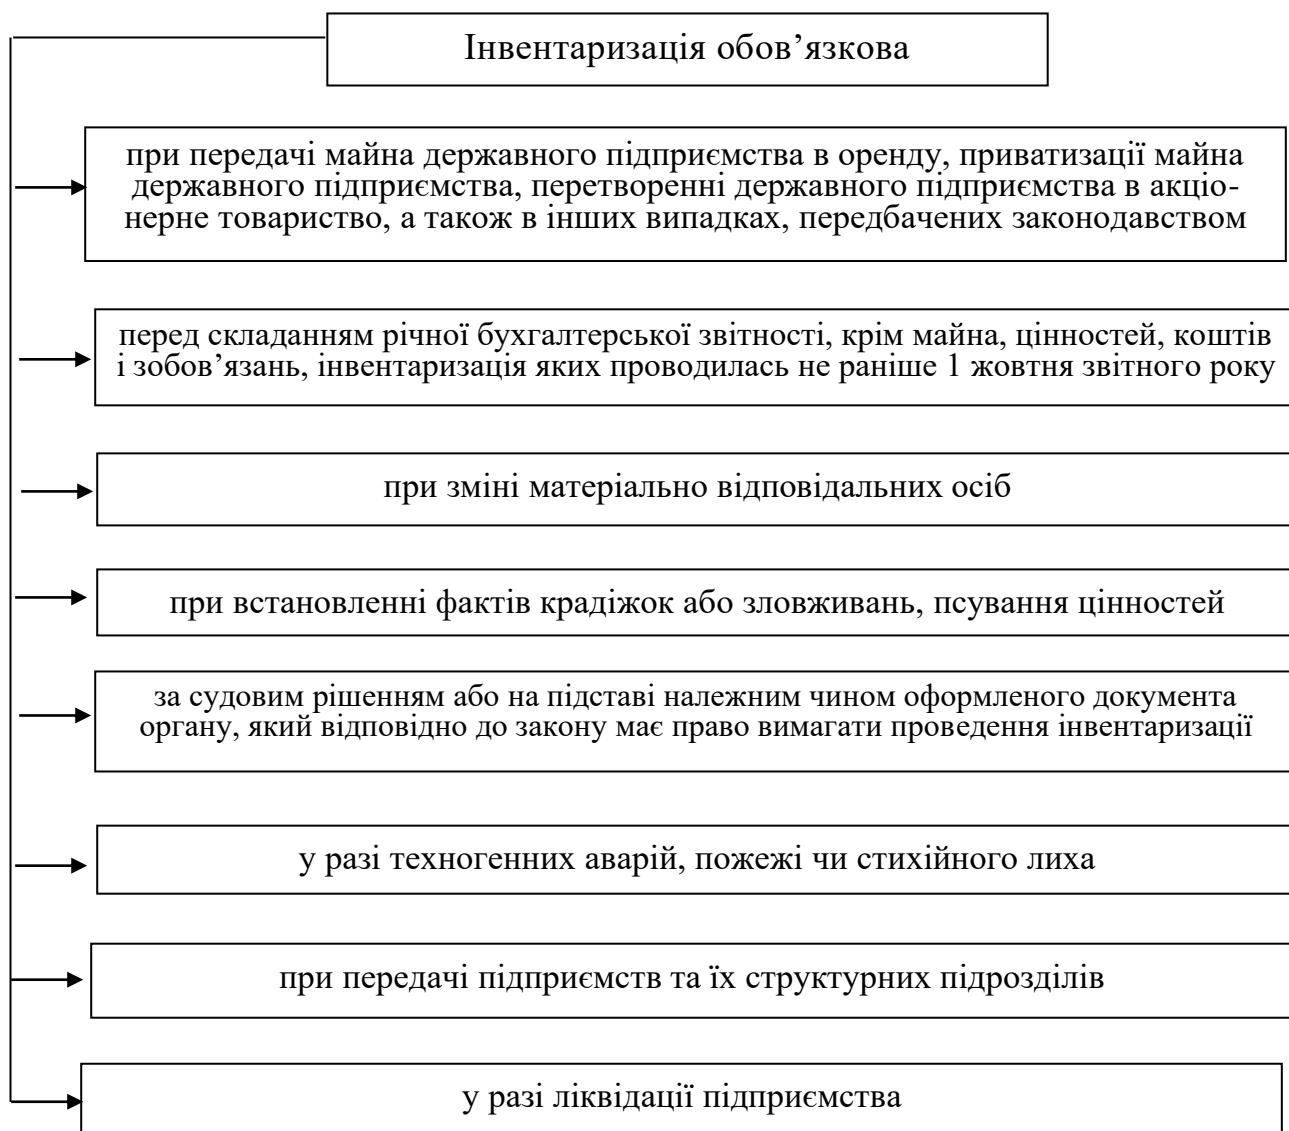 Інвентаризація обов’язкова
при передачі майна державного підприємства в оренду, приватизації майна
державного підприємства, перетворенні державного підприємства в акціо-
нерне товариство, а також в інших випадках, передбачених законодавством
перед складанням річної бухгалтерської звітності, крім майна, цінностей, коштів
і зобов’язань, інвентаризація яких проводилась не раніше 1 жовтня звітного року
при зміні матеріально відповідальних осіб
при встановленні фактів крадіжок або зловживань, псування цінностей
за судовим рішенням або на підставі належним чином оформленого документа
органу, який відповідно до закону має право вимагати проведення інвентаризації
у разі техногенних аварій, пожежі чи стихійного лиха
при передачі підприємств та їх структурних підрозділів
у разі ліквідації підприємства